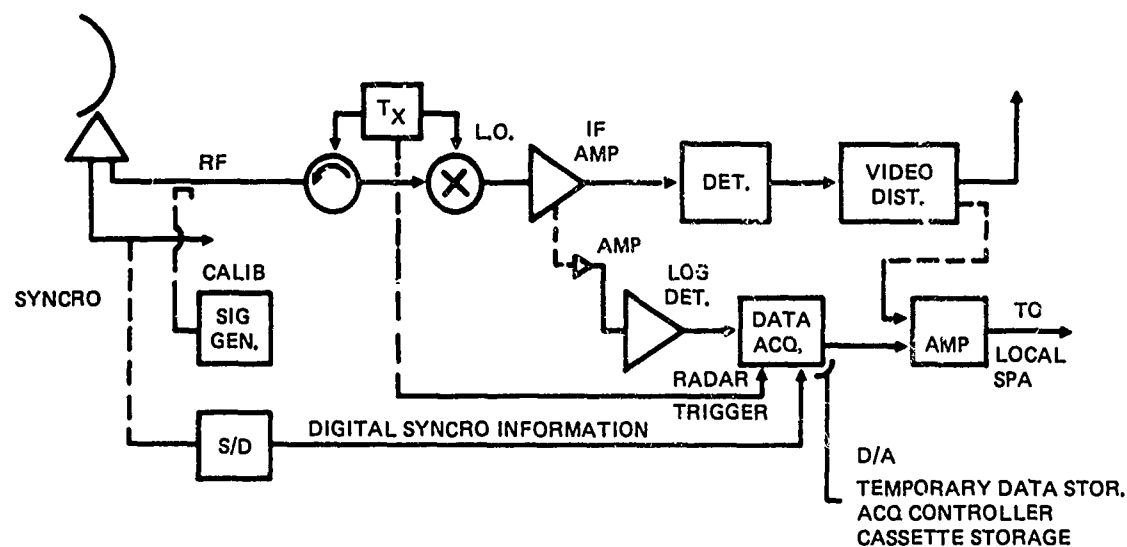 TX
L.O.
IF
AMP
RF
DET.
VIDEO
DIST.
AMP
LOG
DET.
CALIB
SYNCRO
SIG
GEN.
DATA
ACQ.
AMP
TO
LOCAL
SPA
RADAR
TRIGGER
S/D
DIGITAL SYNCRO INFORMATION
D/A
TEMPORARY DATA STOR.
ACQ CONTROLLER
CASSETTE STORAGE